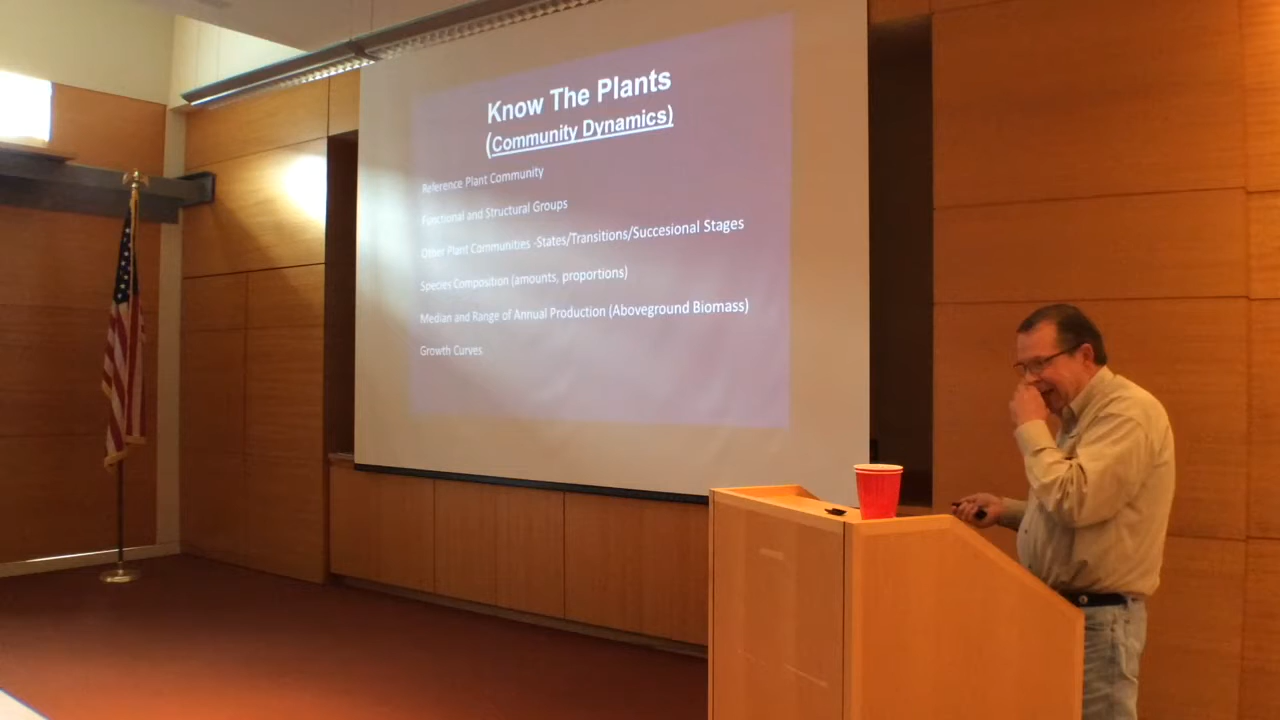 Know The Plants
(Community Dynamics)
Reference Plant Community
Functional and Structural Groups
Other Plant Communities -States/Transitions/Succesional Stages
Species Composition (amounts, proportions)
Median and Range of Annual Production (Aboveground Biomass)
Growth Curves